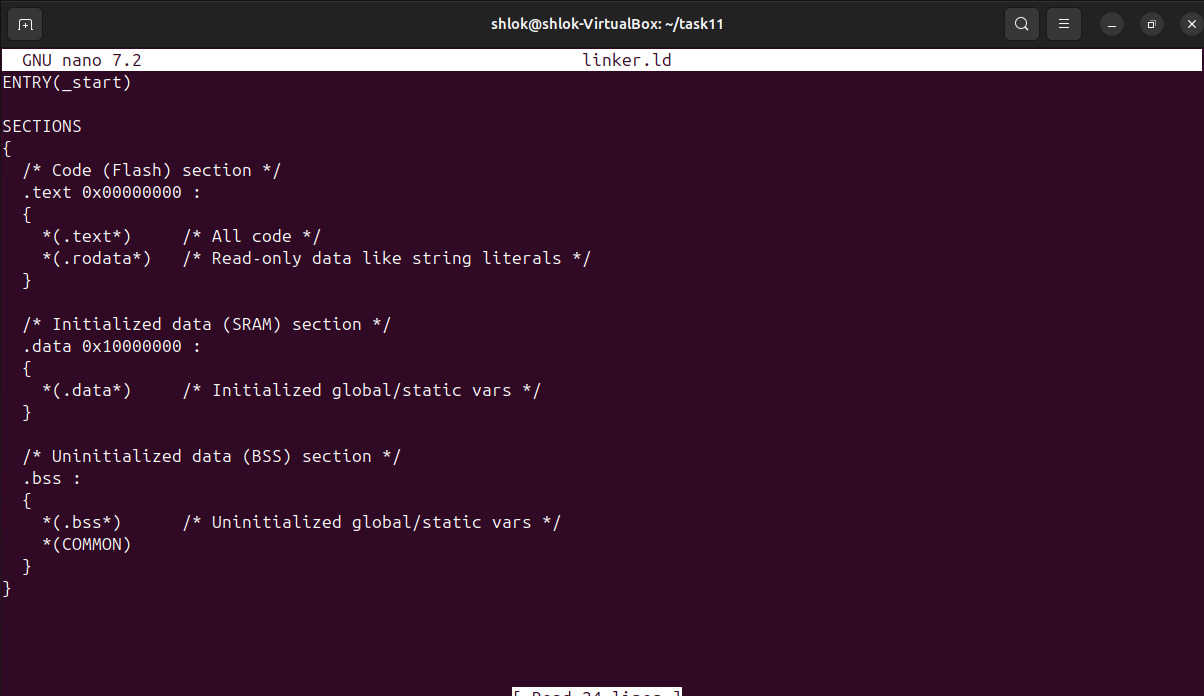 shlok@shlok-VirtualBox: ~/task11
GNU nano 7.2 linker.ld
ENTRY(_start)
SECTIONS
{
/* Code (Flash) section */
.text 0x00000000 :
{
*(.text*) /* All code */
*(.rodata*) /* Read-only data like string literals */
}
/* Initialized data (SRAM) section */
.data 0x10000000 :
{
*(.data*) /* Initialized global/static vars */
}
/* Uninitialized data (BSS) section */
.bss :
{
*(.bss*) /* Uninitialized global/static vars */
*(COMMON)
}
}
[ Read 24 lines ]